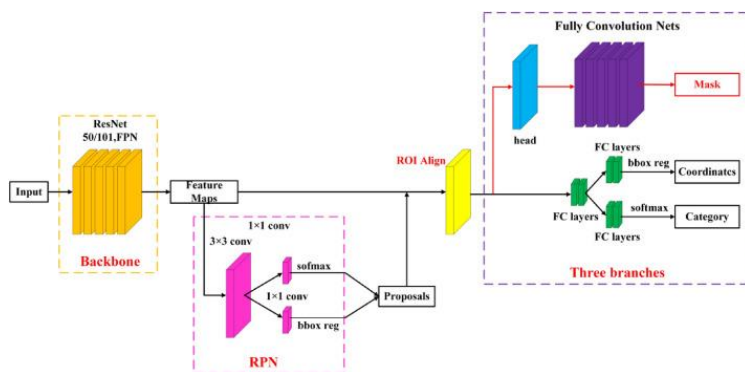 Fully Convolution Nets
ResNet
50/101,FPN
Input
Backbone
Feature
Maps
1×1 conv
3×3 conv
sofmax
1×1 conv
bbox reg
RPN
Proposals
ROI Align
head
Mask
FC layers
bbox reg
Coordinatcs
FC layers
softmax
Category
FC layers
Three branches